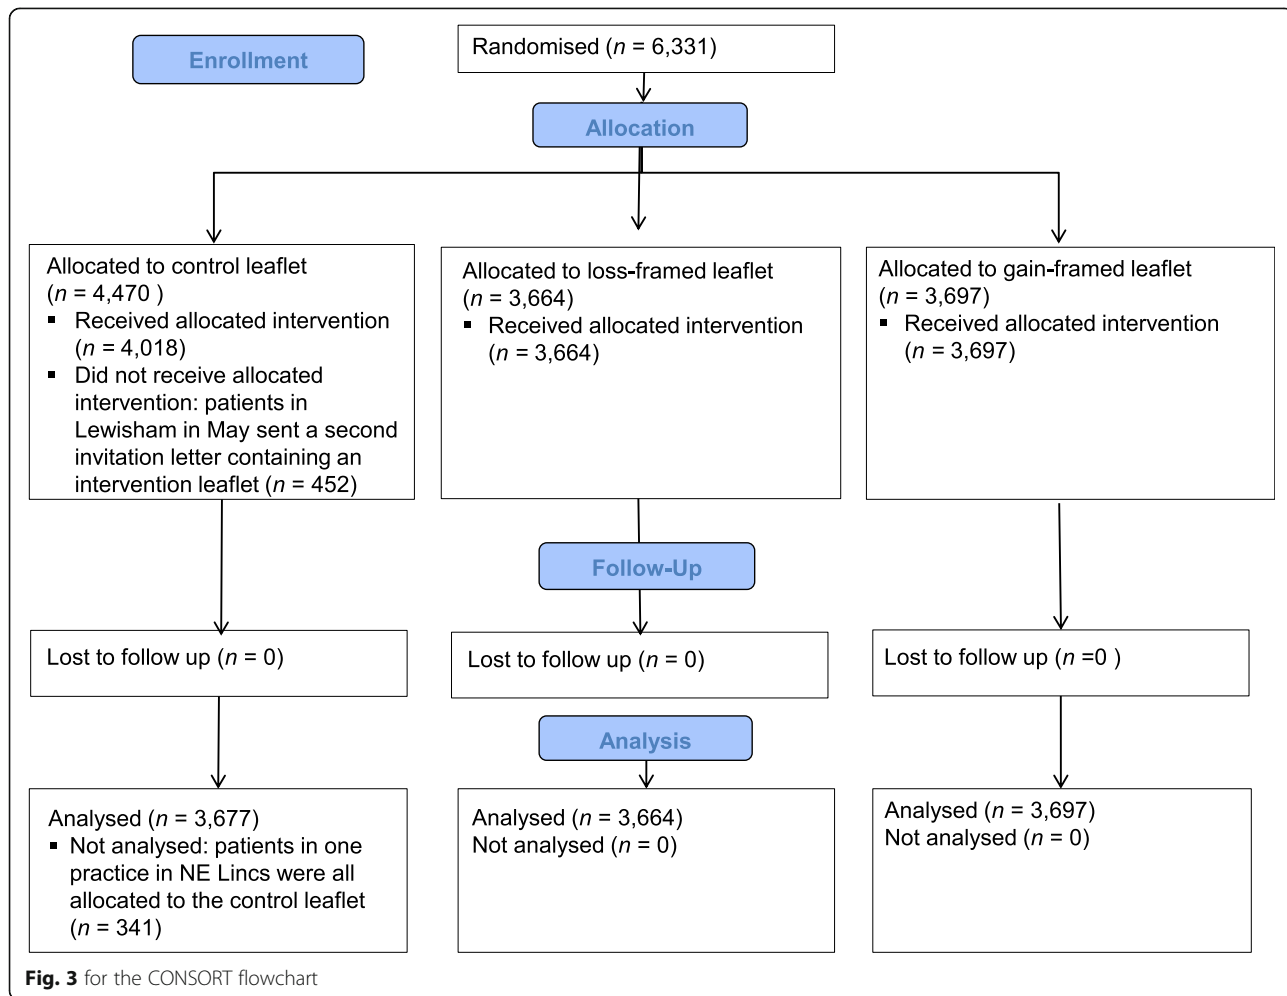 Enrollment
Randomised (n = 6,331)
Allocation
Allocated to control leaflet
(n = 4,470 )
▪ Received allocated intervention
(n = 4,018)
▪ Did not receive allocated
intervention: patients in
Lewisham in May sent a second
invitation letter containing an
intervention leaflet (n = 452)
Allocated to loss-framed leaflet
(n = 3,664)
▪ Received allocated intervention
(n = 3,664)
Allocated to gain-framed leaflet
(n = 3,697)
▪ Received allocated intervention
(n = 3,697)
Follow-Up
Lost to follow up (n = 0)
Lost to follow up (n = 0)
Lost to follow up (n =0 )
Analysis
Analysed (n = 3,677)
▪ Not analysed: patients in one
practice in NE Lincs were all
allocated to the control leaflet
(n = 341)
Analysed (n = 3,664)
Not analysed (n = 0)
Analysed (n = 3,697)
Not analysed (n = 0)
Fig. 3 for the CONSORT flowchart